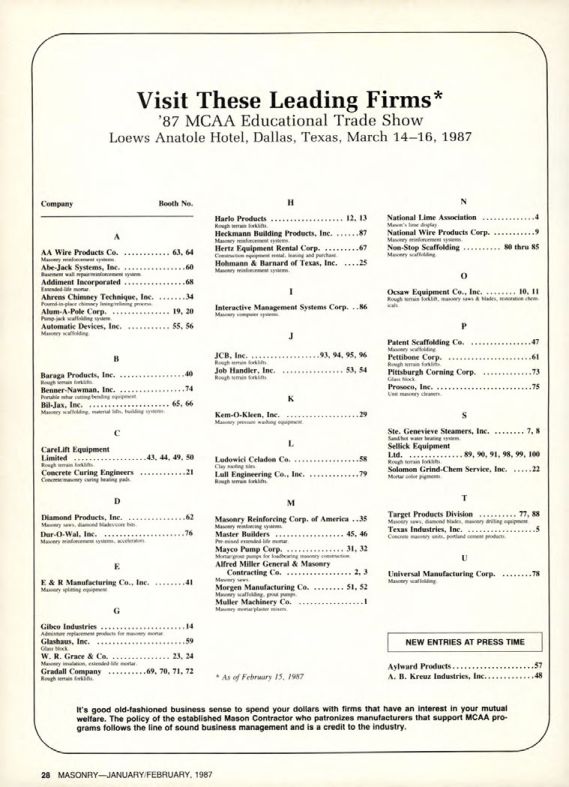 Visit These Leading Firms*
'87 MCAA Educational Trade Show
Loews Anatole Hotel, Dallas, Texas, March 14–16, 1987
Company Booth No.
A
AA Wire Products Co. ............ 63, 64
Masonry reinforcement systems.
Abe-Jack Systems, Inc. ................60
Basement wall repair/reinforcement system.
Addiment Incorporated ...............68
Extended-life mortar.
Ahrens Chimney Technique, Inc. .......34
Poured-in-place chimney lining/relining process.
Alum-A-Pole Corp. ............... 19, 20
Pump jack scaffolding system.
Automatic Devices, Inc. ........... 55, 56
Masonry scaffolding.
B
Baraga Products, Inc. .................40
Rough terrain forklifts.
Benner-Nawman, Inc. ................74
Portable rebar cutting/bending equipment.
Bil-Jax, Inc. ..................... 65, 66
Masonry scaffolding, material lifts, building systems.
C
CareLift Equipment
Limited ..................43, 44, 49, 50
Rough terrain forklifts.
Concrete Curing Engineers ............21
Concrete/masonry curing heating pads.
D
Diamond Products, Inc. ...............62
Masonry saws, diamond blades/core bits.
Dur-O-Wal, Inc. .....................76
Masonry reinforcement systems, accelerators.
E
E & R Manufacturing Co., Inc. ........41
Masonry splitting equipment.
G
Gibco Industries ......................14
Admixture replacement products for masonry mortar.
Glashaus, Inc. .......................59
Glass block.
W. R. Grace & Co. ............... 23, 24
Masonry insulation, extended-life mortar.
Gradall Company ..........69, 70, 71, 72
Rough terrain forklifts.
H
Harlo Products ................... 12, 13
Rough terrain forklifts.
Heckmann Building Products, Inc. ......87
Masonry reinforcement systems.
Hertz Equipment Rental Corp. .........67
Construction equipment rental, leasing and purchase.
Hohmann & Barnard of Texas, Inc. ....25
Masonry reinforcement systems.
I
Interactive Management Systems Corp. ..86
Masonry computer systems.
J
JCB, Inc. ..................93, 94, 95, 96
Rough terrain forklifts.
Job Handler, Inc. ................ 53, 54
Rough terrain forklifts.
K
Kem-O-Kleen, Inc. ...................29
Masonry pressure washing equipment.
L
Ludowici Celadon Co. ................58
Clay roofing tiles.
Lull Engineering Co., Inc. .............79
Rough terrain forklifts.
M
Masonry Reinforcing Corp. of America ..35
Masonry reinforcing systems.
Master Builders .................. 45, 46
Pre-mixed extended-life mortar.
Mayco Pump Corp. ............... 31, 32
Mortar/grout pumps for loadbearing masonry construction.
Alfred Miller General & Masonry
Contracting Co. .................. 2, 3
Masonry saws.
Morgen Manufacturing Co. ........ 51, 52
Masonry scaffolding, grout pumps.
Muller Machinery Co. .................1
Masonry mortar/plaster mixers.
* As of February 15, 1987
N
National Lime Association ..............4
Mason's lime display.
National Wire Products Corp. ...........9
Masonry reinforcement systems.
Non-Stop Scaffolding .......... 80 thru 85
Masonry scaffolding.
O
Ocsaw Equipment Co., Inc. ........ 10, 11
Rough terrain forklift, masonry saws & blades, restoration chemicals.
P
Patent Scaffolding Co. ................47
Masonry scaffolding.
Pettibone Corp. ......................61
Rough terrain forklifts.
Pittsburgh Corning Corp. ..............73
Glass block.
Prosoco, Inc. ........................75
Unit masonry cleaners.
S
Ste. Genevieve Steamers, Inc. ........ 7, 8
Sand/hot water heating system.
Sellick Equipment
Ltd. ..............89, 90, 91, 98, 99, 100
Rough terrain forklifts.
Solomon Grind-Chem Service, Inc. .....22
Mortar color pigments.
T
Target Products Division .......... 77, 88
Masonry saws, diamond blades, masonry drilling equipment.
Texas Industries, Inc. ...................5
Concrete masonry units, portland cement products.
U
Universal Manufacturing Corp. ........78
Masonry scaffolding.
NEW ENTRIES AT PRESS TIME
Aylward Products.....................57
A. B. Kreuz Industries, Inc............48
It's good old-fashioned business sense to spend your dollars with firms that have an interest in your mutual
welfare. The policy of the established Mason Contractor who patronizes manufacturers that support MCAA pro-
grams follows the line of sound business management and is a credit to the industry.
28 MASONRY—JANUARY/FEBRUARY, 1987